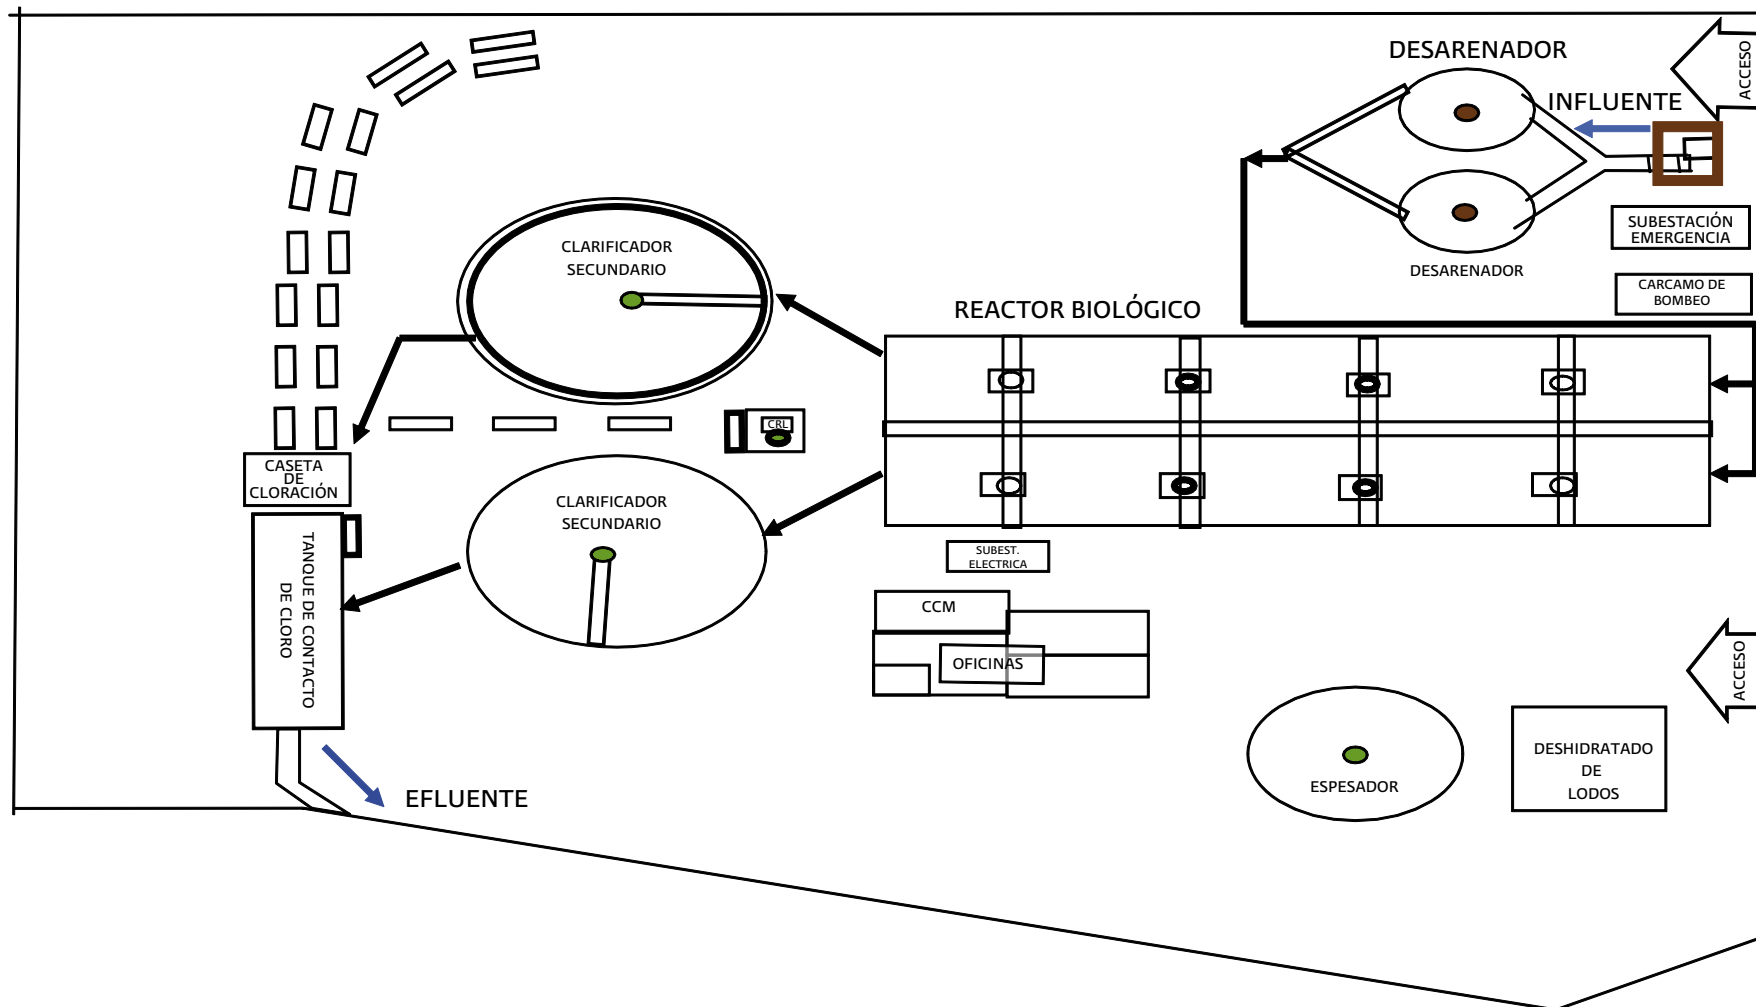 DESARENADOR
ACCESO
INFLUENTE
SUBESTACIÓN
EMERGENCIA
DESARENADOR
CARCAMO DE
BOMBEO
CLARIFICADOR
SECUNDARIO
REACTOR BIOLÓGICO
CRL
CASETA
DE
CLORACIÓN
CLARIFICADOR
SECUNDARIO
TANQUE DE CONTACTO
DE CLORO
SUBEST.
ELECTRICA
CCM
OFICINAS
ACCESO
ESPESADOR
DESHIDRATADO
DE
LODOS
EFLUENTE